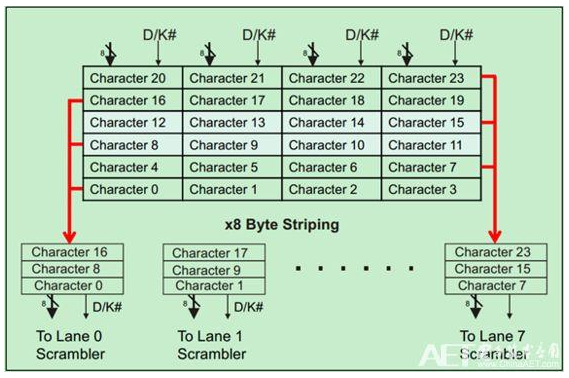 D/K# D/K# D/K# D/K#
8 8 8 8
Character 20 Character 21 Character 22 Character 23
Character 16 Character 17 Character 18 Character 19
Character 12 Character 13 Character 14 Character 15
Character 8 Character 9 Character 10 Character 11
Character 4 Character 5 Character 6 Character 7
Character 0 Character 1 Character 2 Character 3
x8 Byte Striping
Character 16 Character 17 Character 23
Character 8 Character 9 Character 15
Character 0 Character 1 Character 7
8 D/K# 8 D/K# 8 D/K#
To Lane 0 To Lane 1 To Lane 7
Scrambler Scrambler Scrambler
www.ChinaAET.com